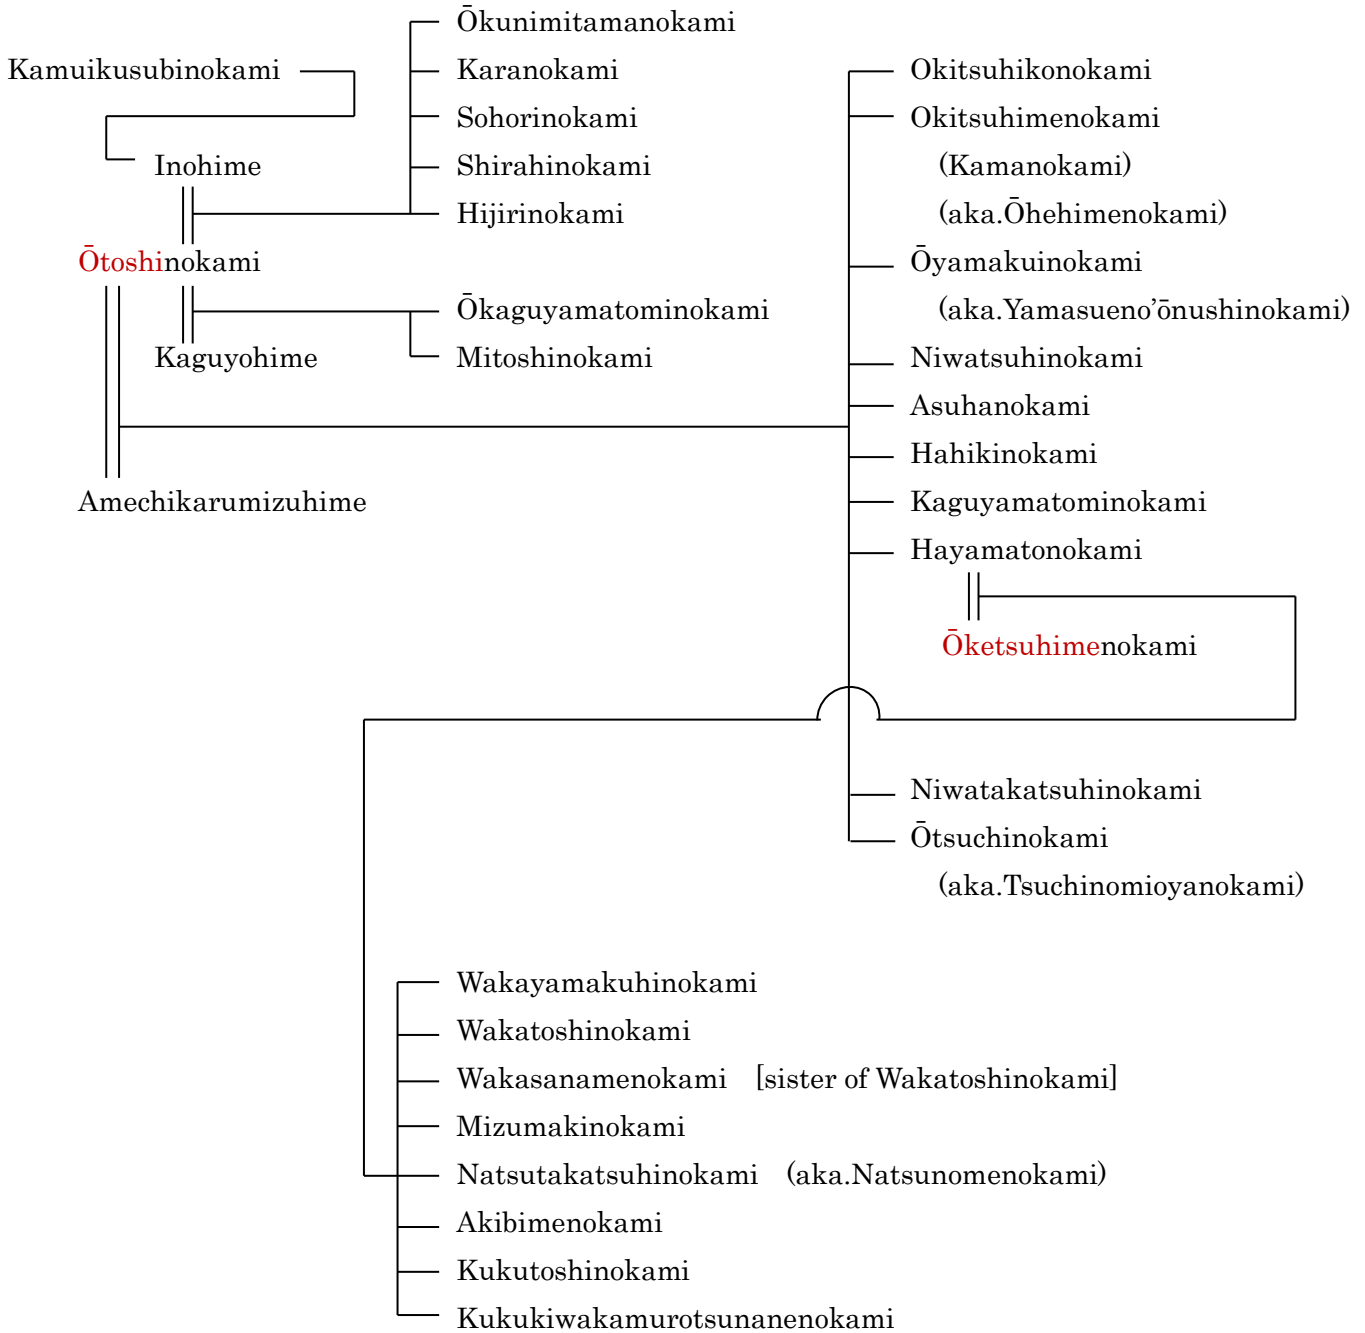 Kamuikusubinokami
Inohime
Ōtoshinokami
Kaguyohime
Amechikarumizuhime
Ōkunimitamanokami
Karanokami
Sohorinokami
Shirahinokami
Hijirinokami
Ōkaguyamatominokami
Mitoshinokami
Okitsuhikonokami
Okitsuhimenokami
(Kamanokami)
(aka.Ōhehimenokami)
Ōyamakuinokami
(aka.Yamasueno’ōnushinokami)
Niwatsuhinokami
Asuhanokami
Hahikinokami
Kaguyamatominokami
Hayamatonokami
Ōketsuhimenokami
Niwatakatsuhinokami
Ōtsuchinokami
(aka.Tsuchinomioyanokami)
Wakayamakuhinokami
Wakatoshinokami
Wakasanamenokami [sister of Wakatoshinokami]
Mizumakinokami
Natsutakatsuhinokami (aka.Natsunomenokami)
Akibimenokami
Kukutoshinokami
Kukukiwakamurotsunanenokami